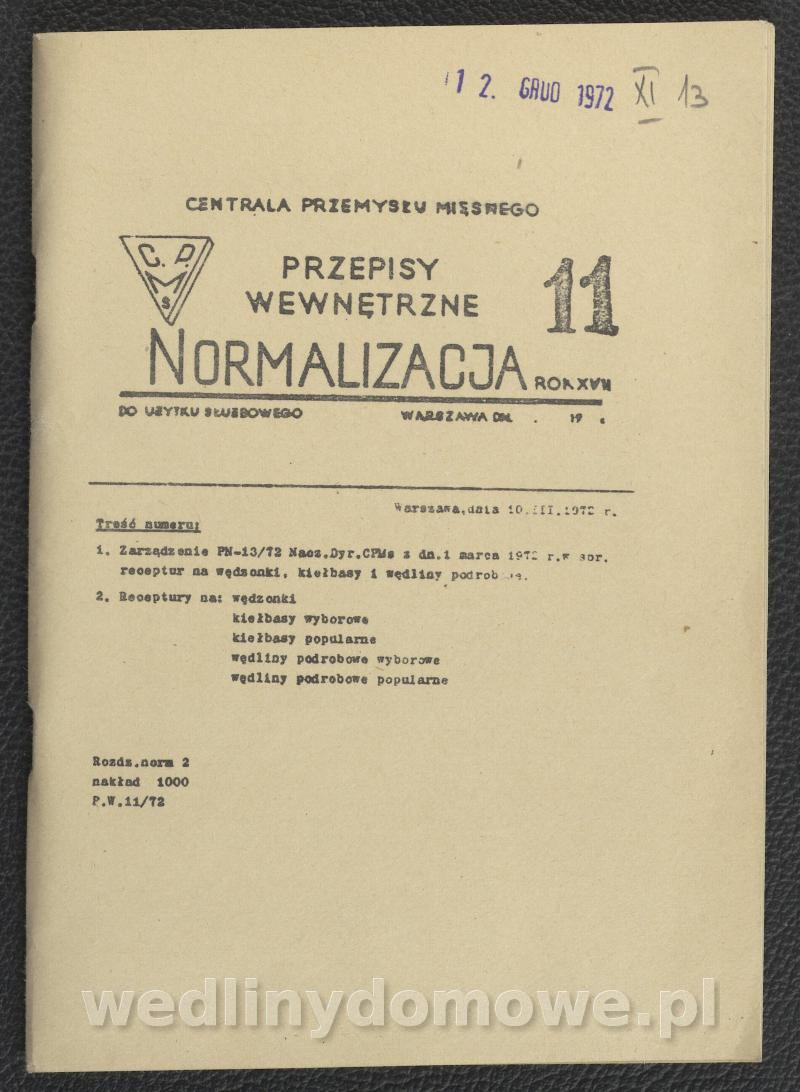 12. GRUD 1972 XI 13
CENTRALA PRZEMYSŁU MIĘSNEGO
C.P.
M
s
PRZEPISY
WEWNĘTRZNE
11
NORMALIZACJA ROK XVII
DO UŻYTKU SŁUŻBOWEGO WARSZAWA DN. . 19 .
Warszawa,dnia 10.III.1972 r.
Treść numeru:
1. Zarządzenie PN-13/72 Nacz.Dyr.CPMs z dn.1 marca 1972 r.w spr.
receptur na wędzonki, kiełbasy i wędliny podrobowe.
2. Receptury na: wędzonki
kiełbasy wyborowe
kiełbasy popularne
wędliny podrobowe wyborowe
wędliny podrobowe popularne
Rozdz.norm 2
nakład 1000
P.W.11/72
wedlinydomowe.pl